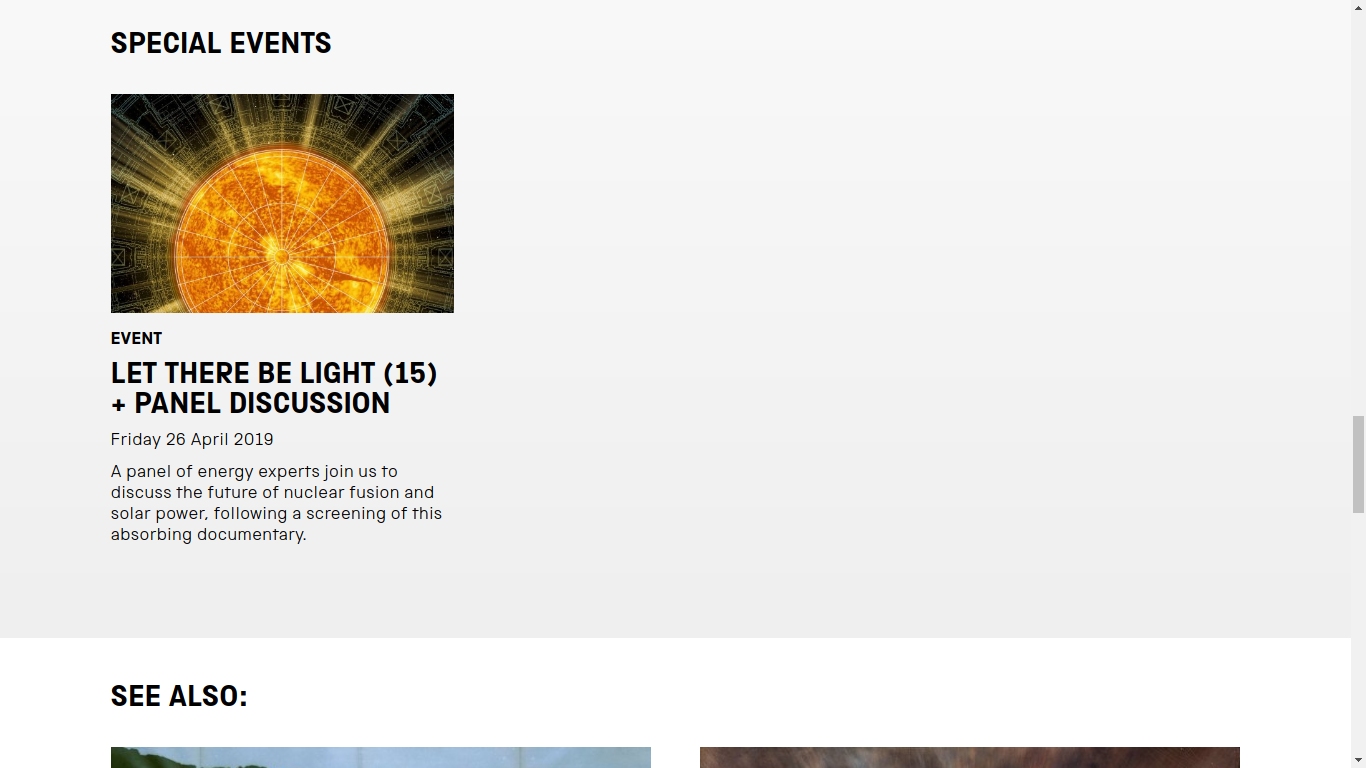 SPECIAL EVENTS
EVENT
LET THERE BE LIGHT (15)
+ PANEL DISCUSSION
Friday 26 April 2019
A panel of energy experts join us to
discuss the future of nuclear fusion and
solar power, following a screening of this
absorbing documentary.
SEE ALSO: